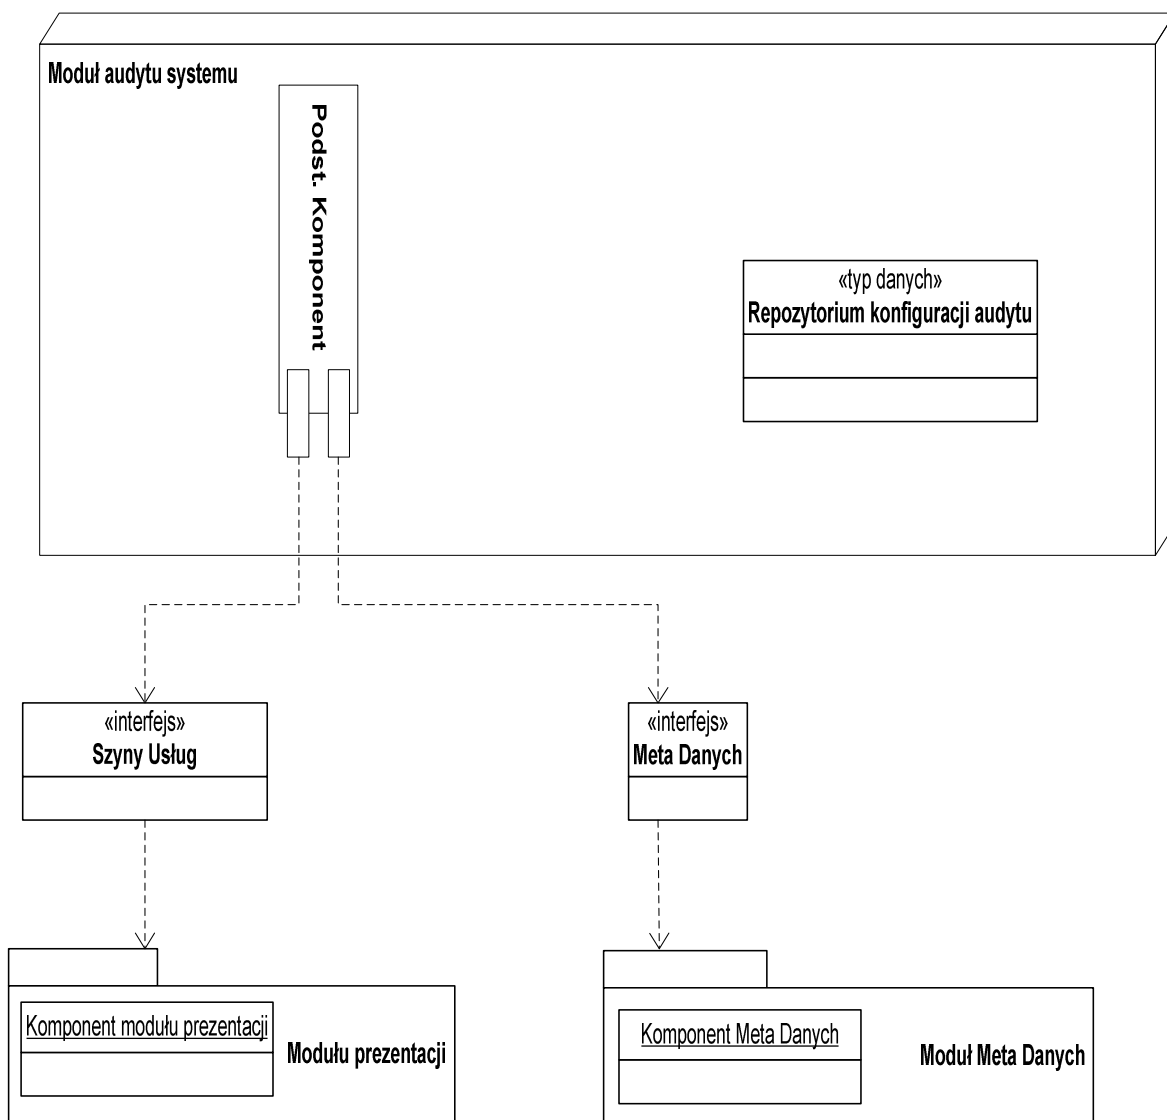 Moduł audytu systemu
Podst. Komponent
«typ danych»
Repozytorium konfiguracji audytu
«interfejs»
Szyny Usług
«interfejs»
Meta Danych
Komponent modułu prezentacji
Modułu prezentacji
Komponent Meta Danych
Moduł Meta Danych